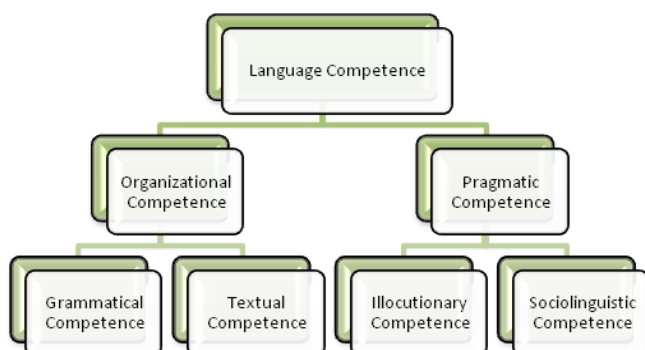 Language Competence
Organizational
Competence
Pragmatic
Competence
Grammatical
Competence
Textual
Competence
Illocutionary
Competence
Sociolinguistic
Competence